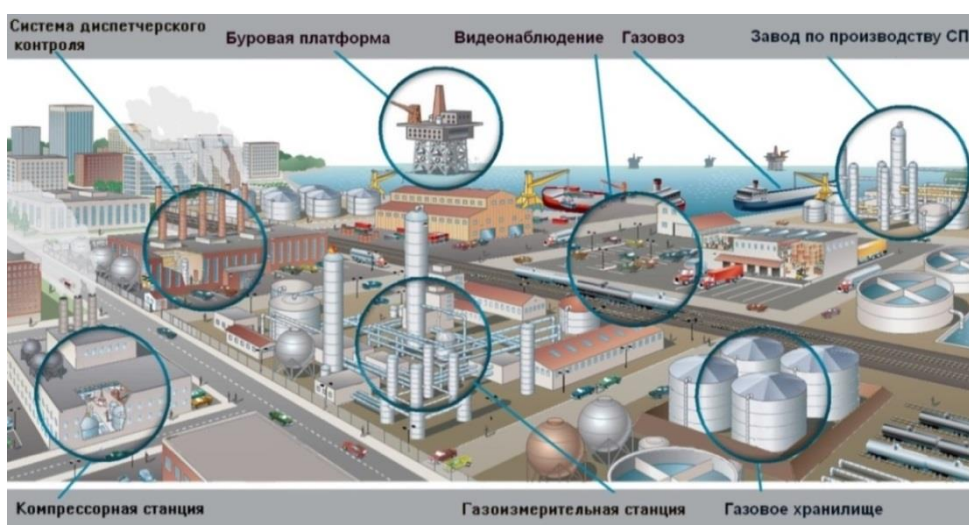 Система диспетчерского
контроля
Буровая платформа
Видеонаблюдение
Газовоз
Завод по производству СП
Компрессорная станция
Газоизмерительная станция
Газовое хранилище